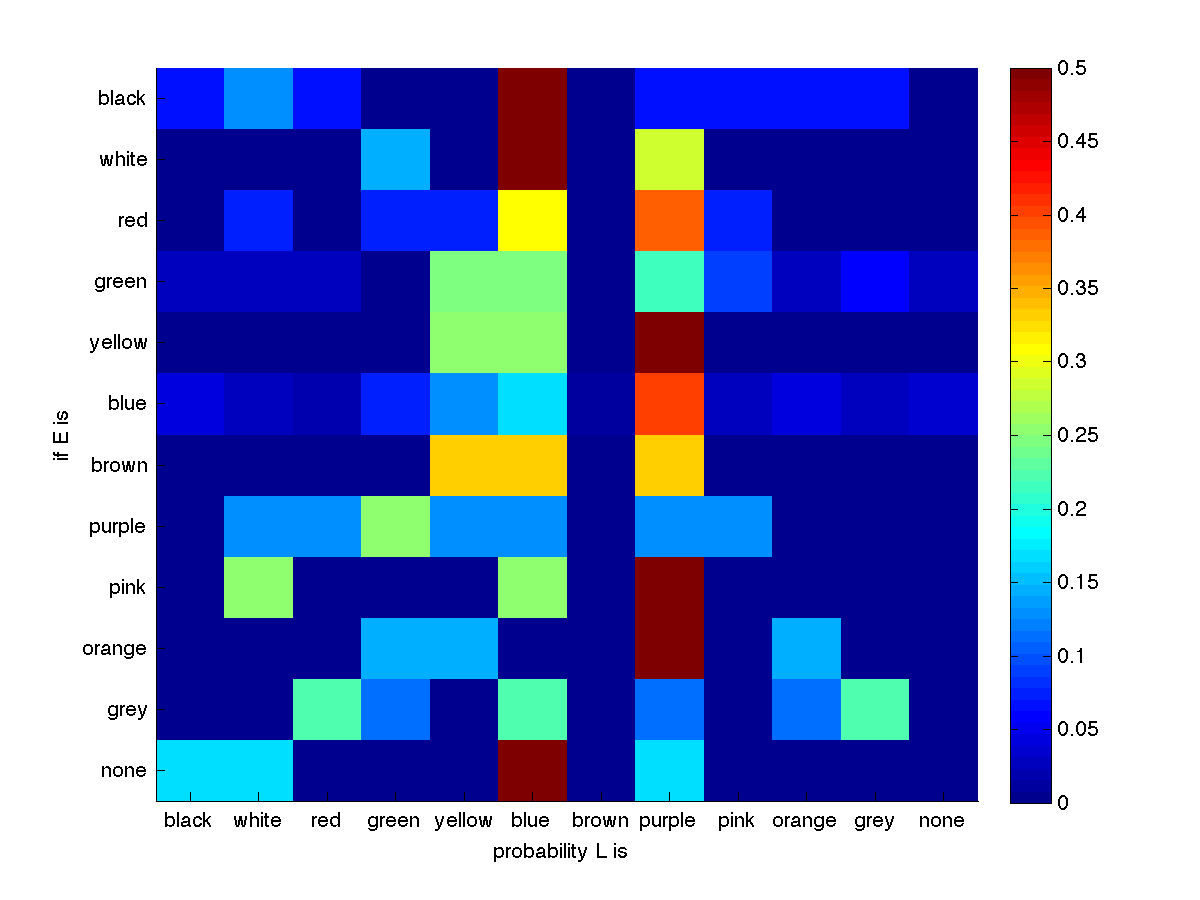 black
white
red
green
yellow
blue
brown
purple
pink
orange
grey
none
if E is
black white red green yellow blue brown purple pink orange grey none
probability L is
0.5
0.45
0.4
0.35
0.3
0.25
0.2
0.15
0.1
0.05
0